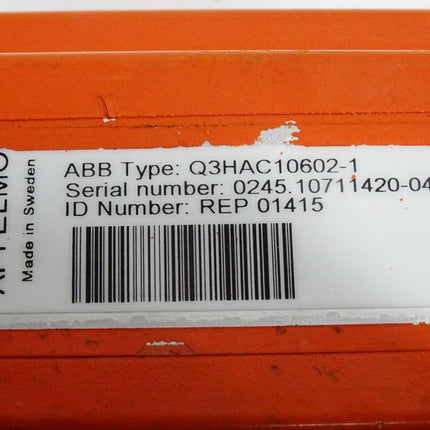 ABB Type: Q3HAC10602-1
Serial number: 0245.10711420-04
ID Number: REP 01415
Made in Sweden